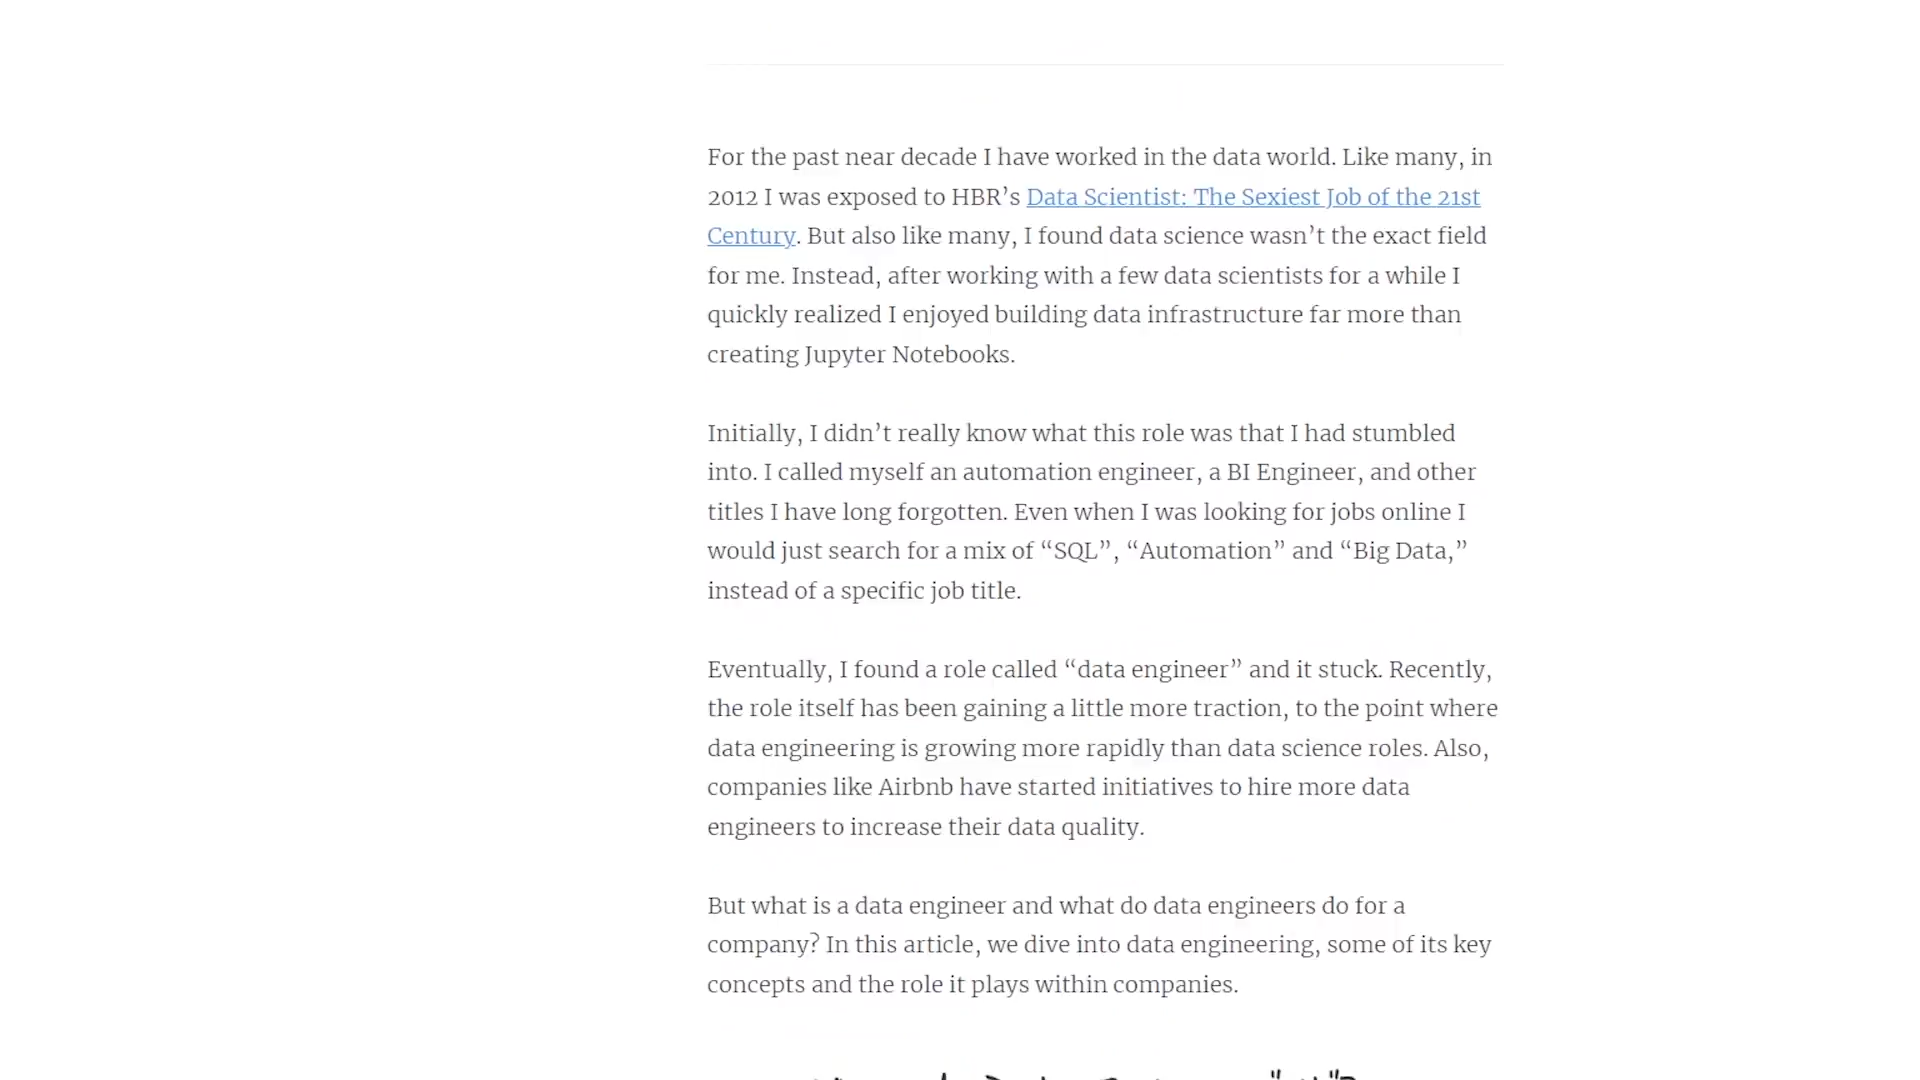 For the past near decade I have worked in the data world. Like many, in
2012 I was exposed to HBR’s Data Scientist: The Sexiest Job of the 21st
Century. But also like many, I found data science wasn’t the exact field
for me. Instead, after working with a few data scientists for a while I
quickly realized I enjoyed building data infrastructure far more than
creating Jupyter Notebooks.
Initially, I didn’t really know what this role was that I had stumbled
into. I called myself an automation engineer, a BI Engineer, and other
titles I have long forgotten. Even when I was looking for jobs online I
would just search for a mix of “SQL”, “Automation” and “Big Data,”
instead of a specific job title.
Eventually, I found a role called “data engineer” and it stuck. Recently,
the role itself has been gaining a little more traction, to the point where
data engineering is growing more rapidly than data science roles. Also,
companies like Airbnb have started initiatives to hire more data
engineers to increase their data quality.
But what is a data engineer and what do data engineers do for a
company? In this article, we dive into data engineering, some of its key
concepts and the role it plays within companies.